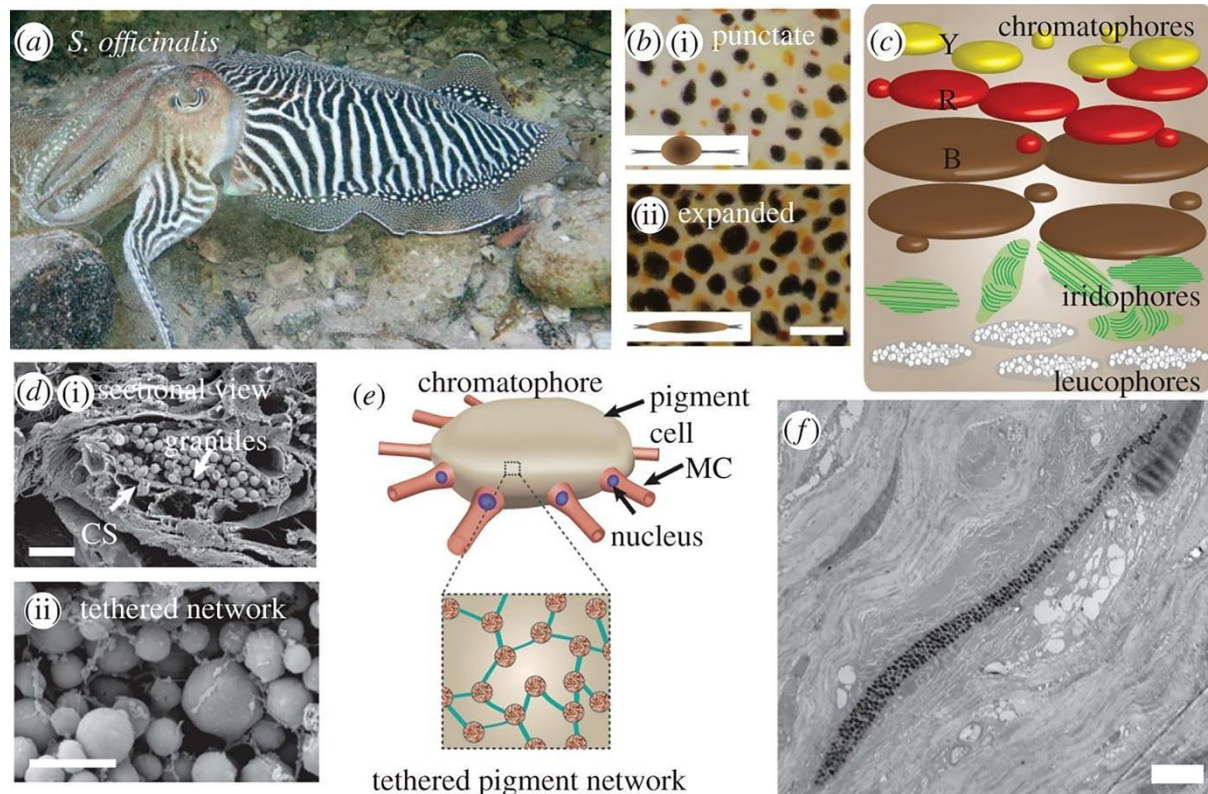 (a) S. officinalis
(b) (i) punctate
(ii) expanded
(c) chromatophores
Y
R
B
iridophores
leucophores
(d) (i) sectional view
granules
CS
(ii) tethered network
(e)
chromatophore
pigment
cell
MC
nucleus
tethered pigment network
(f)